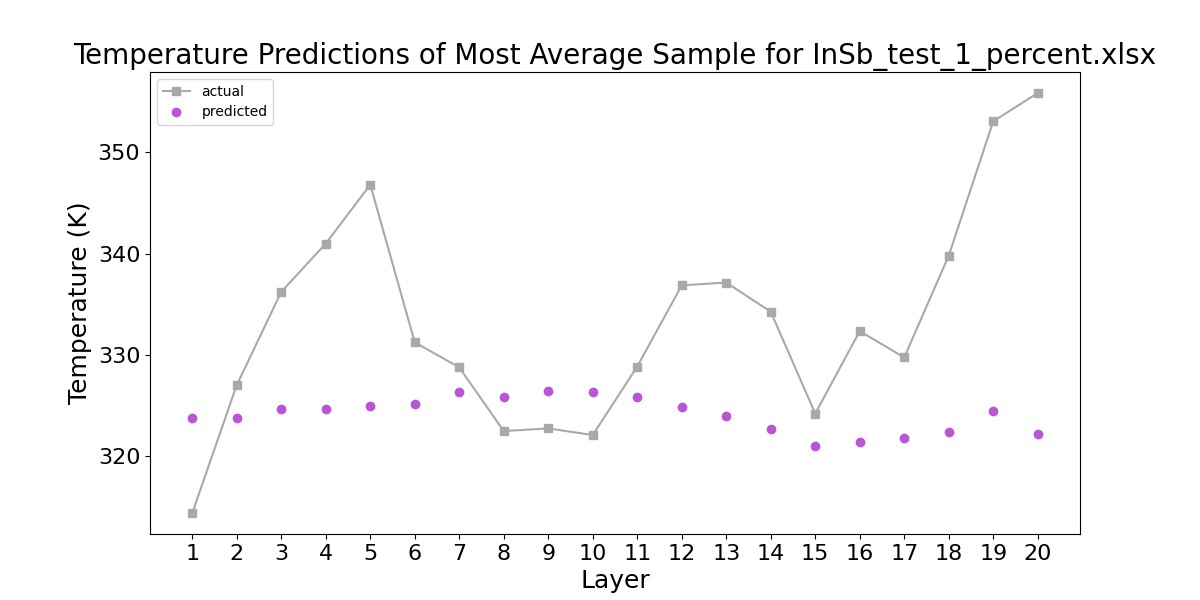 Temperature Predictions of Most Average Sample for InSb_test_1_percent.xlsx
actual
predicted
350
340
330
320
Temperature (K)
1 2 3 4 5 6 7 8 9 10 11 12 13 14 15 16 17 18 19 20
Layer